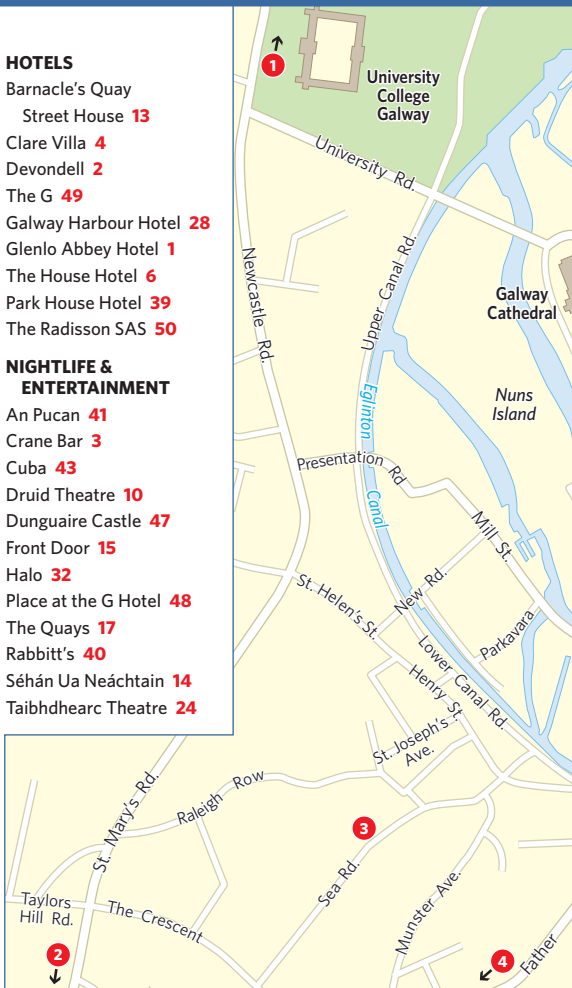 HOTELS
Barnacle's Quay
Street House 13
Clare Villa 4
Devondell 2
The G 49
Galway Harbour Hotel 28
Glenlo Abbey Hotel 1
The House Hotel 6
Park House Hotel 39
The Radisson SAS 50
NIGHTLIFE &
ENTERTAINMENT
An Pucan 41
Crane Bar 3
Cuba 43
Druid Theatre 10
Dunguaire Castle 47
Front Door 15
Halo 32
Place at the G Hotel 48
The Quays 17
Rabbitt's 40
Séhán Ua Neáchtain 14
Taibhdhearc Theatre 24
1
University
College
Galway
University Rd.
Newcastle Rd.
Upper Canal Rd.
Galway
Cathedral
Nuns
Island
Eglinton
Canal
Presentation Rd
Mill St.
St. Helen's St.
New Rd.
Parkavara
Lower Canal Rd.
Henry St.
St. Joseph's
Ave.
St. Mary's Rd.
Raleigh Row
3
Sea Rd.
Munster Ave.
Taylors
Hill Rd.
The Crescent
2
4
Father